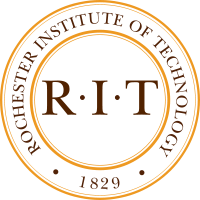 ROCHESTER INSTITUTE OF TECHNOLOGY
R·I·T
• 1829 •